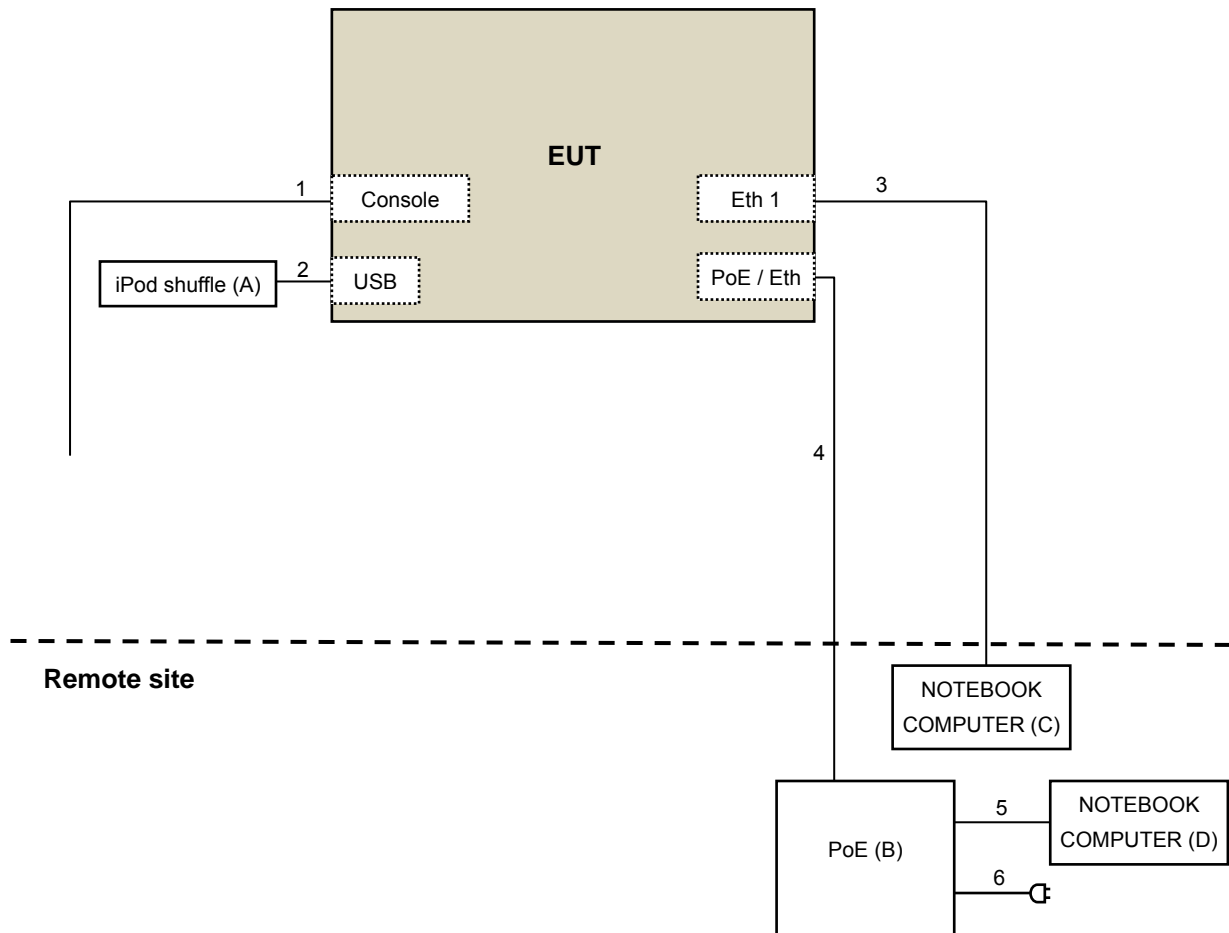 EUT
1
Console
Eth 1
3
iPod shuffle (A)
2
USB
PoE / Eth
4
Remote site
NOTEBOOK
COMPUTER (C)
PoE (B)
5
NOTEBOOK
COMPUTER (D)
6